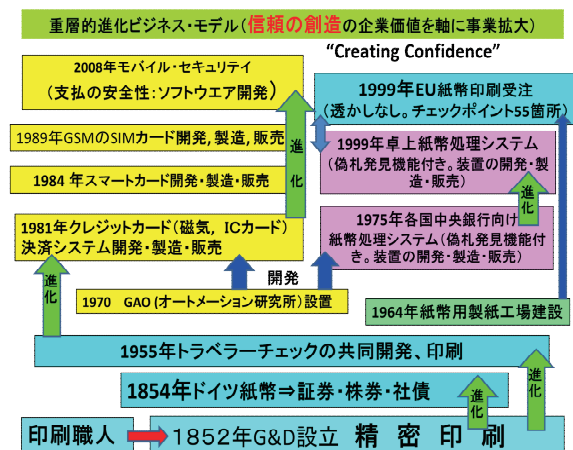 重層的進化ビジネス・モデル(信頼の創造の企業価値を軸に事業拡大)
“Creating Confidence”
2008年モバイル・セキュリテイ
(支払の安全性:ソフトウエア開発)
1999年EU紙幣印刷受注
(透かしなし。チェックポイント55箇所)
1989年GSMのSIMカード開発,製造,販売
進化
1999年卓上紙幣処理システム
(偽札発見機能付き。装置の開発・製
造・販売)
1984 年スマートカード開発・製造・販売
進化
1981年クレジットカード(磁気, ICカード)
決済システム開発・製造・販売
1975年各国中央銀行向け
紙幣処理システム(偽札発見機能付
き。装置の開発・製造・販売)
進化
開発
1970 GAO (オートメーション研究所)設置
1964年紙幣用製紙工場建設
1955年トラベラーチェックの共同開発、印刷
進化
1854年ドイツ紙幣⇒証券・株券・社債
進化
印刷職人
1852年G&D設立 精 密 印 刷